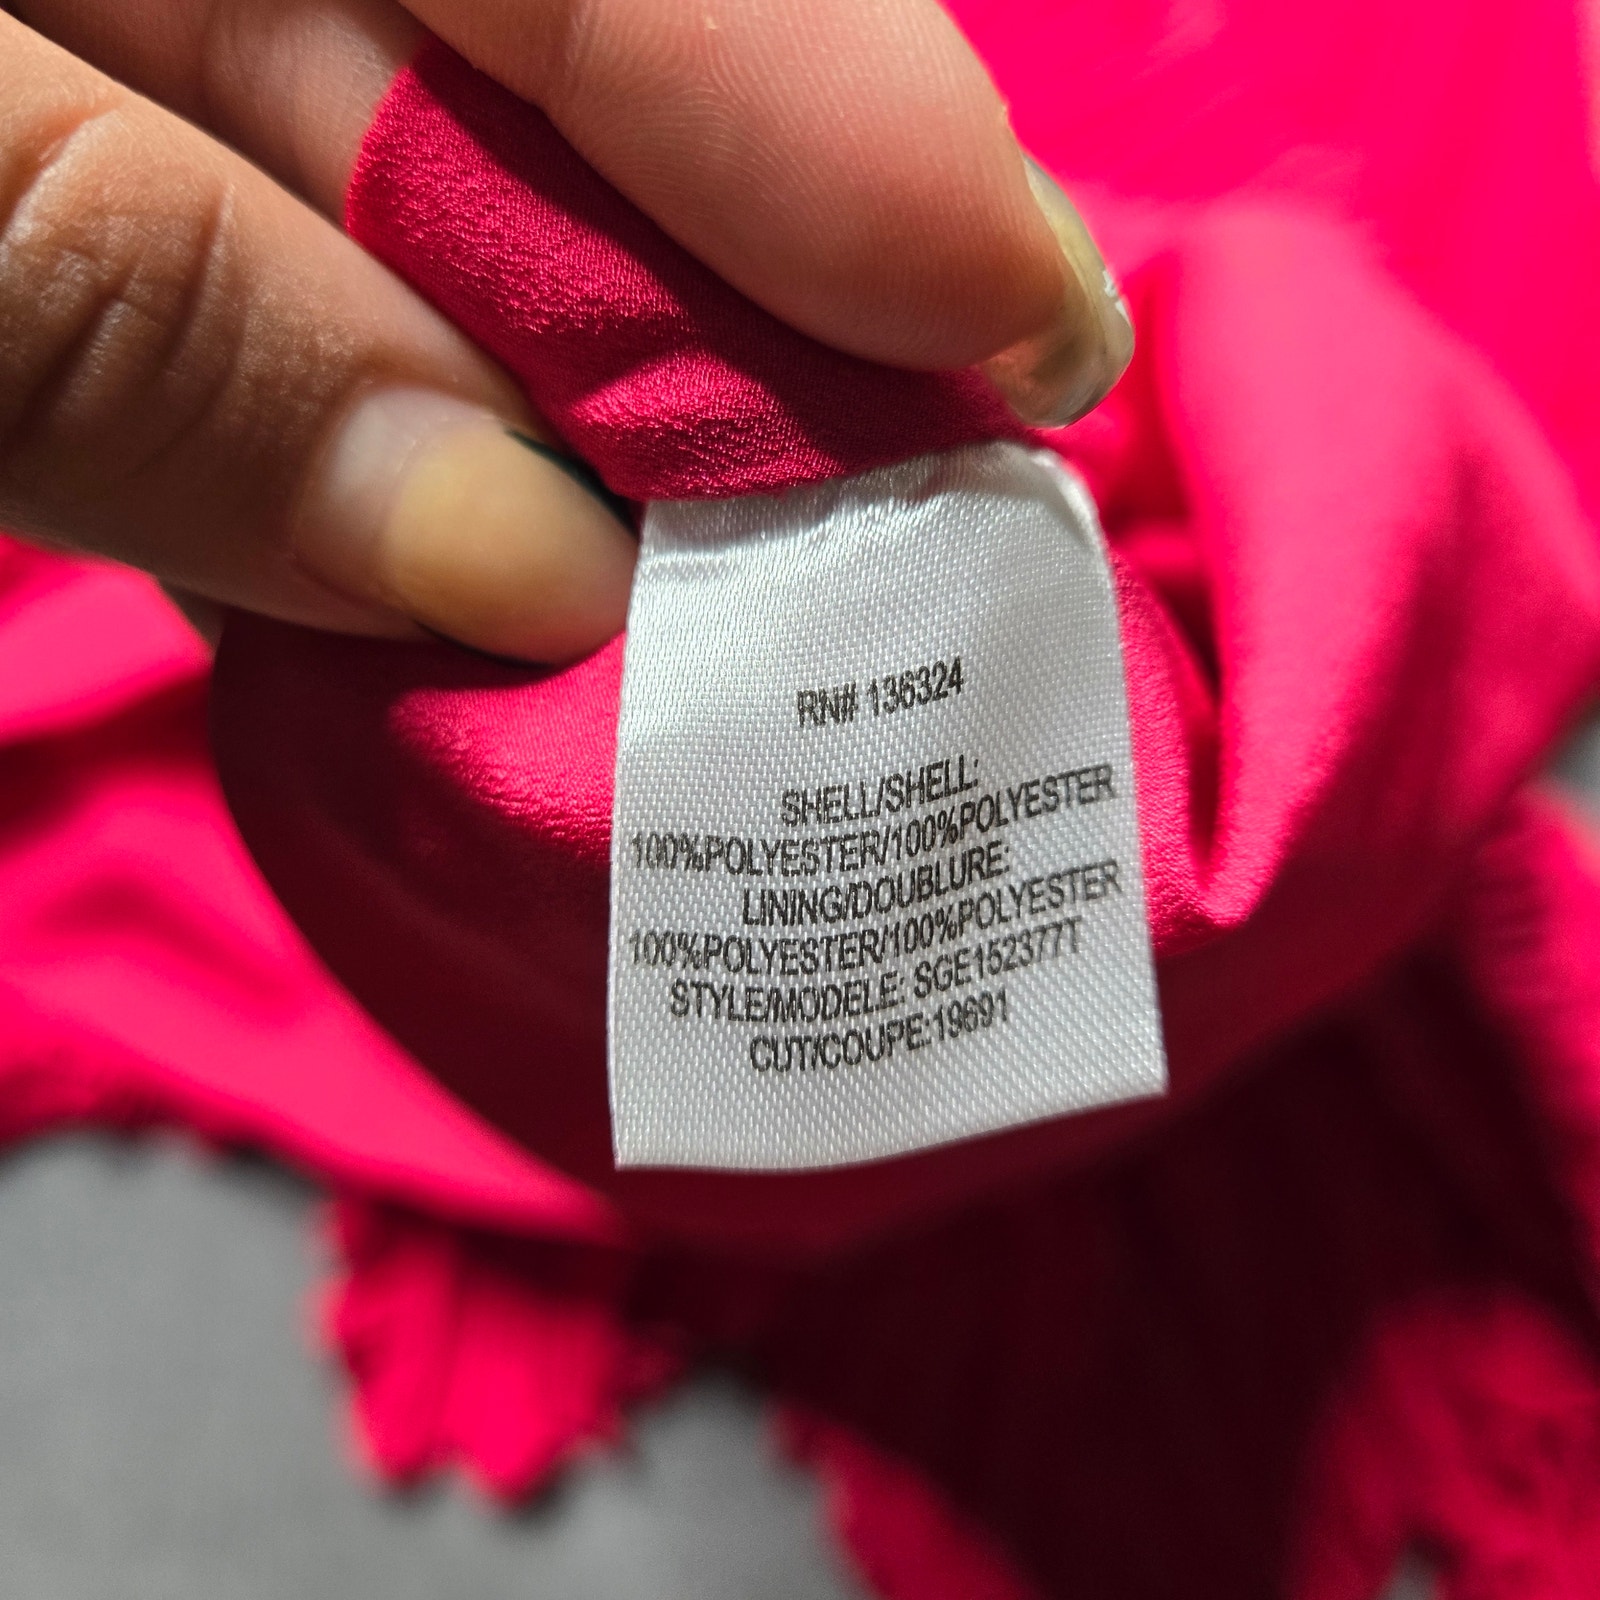 RN# 136324
SHELL/SHELL:
100%POLYESTER/100%POLYESTER
LINING/DOUBLURE:
100%POLYESTER/100%POLYESTER
STYLE/MODELE: SGE152377T
CUT/COUPE:19691